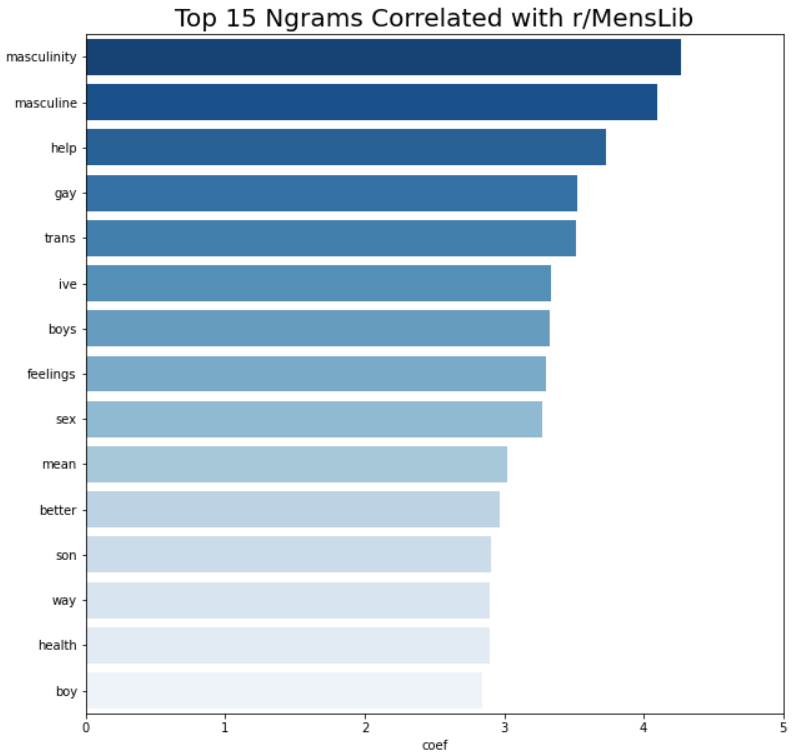 Top 15 Ngrams Correlated with r/MensLib
masculinity
masculine
help
gay
trans
ive
boys
feelings
sex
mean
better
son
way
health
boy
0 1 2 3 4 5
coef